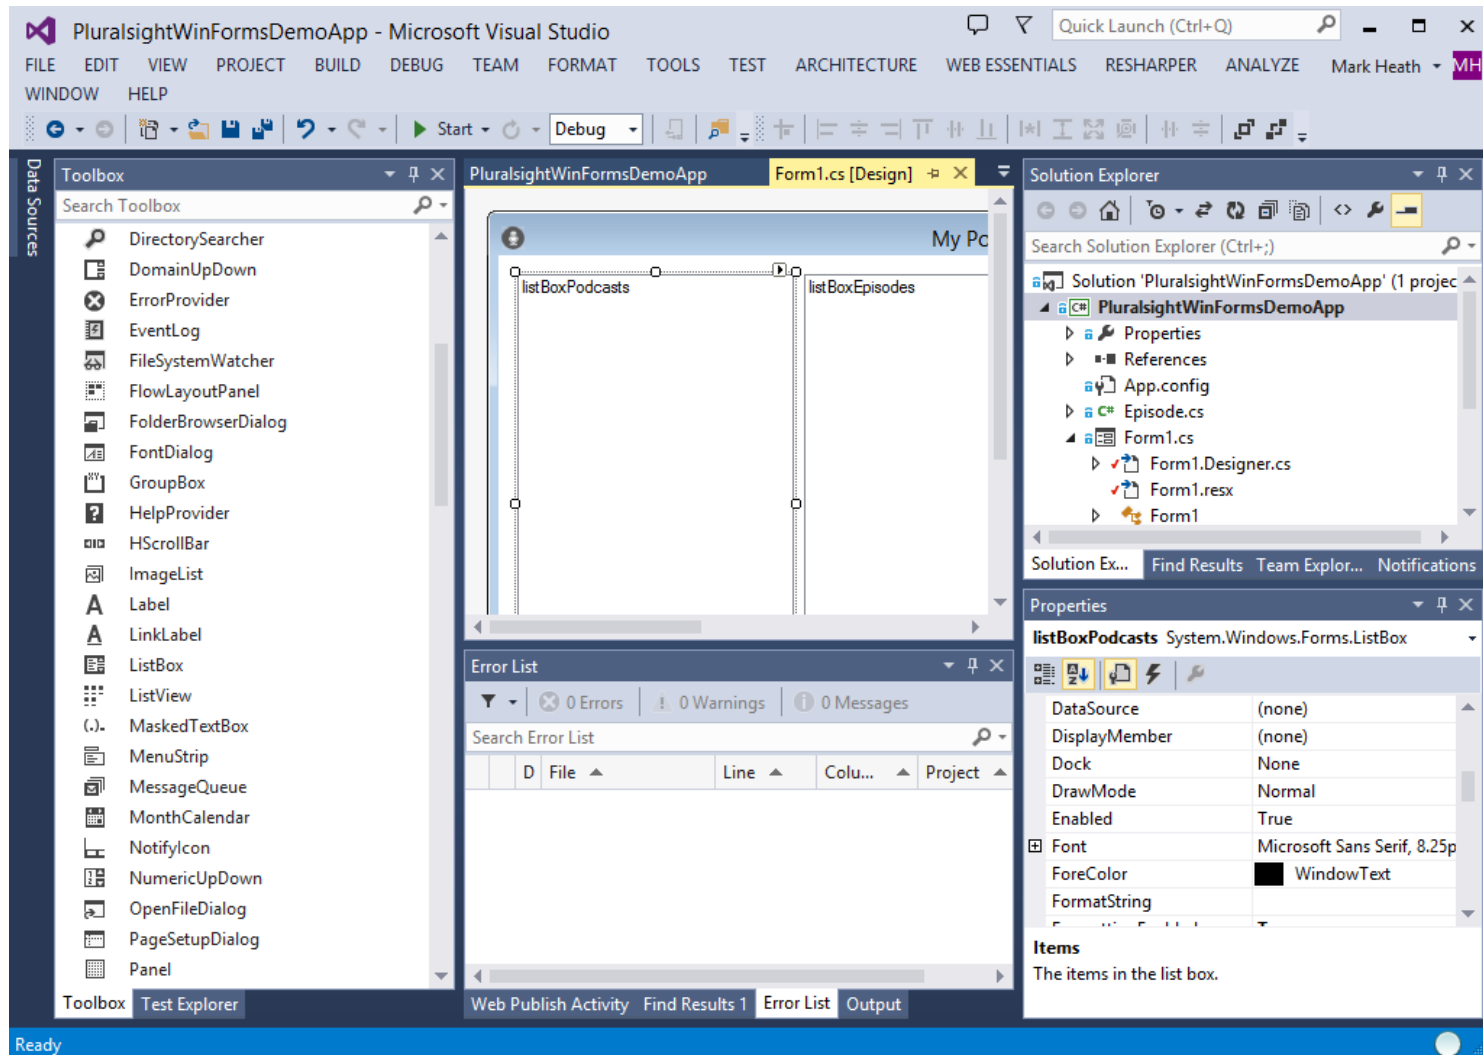 PluralsightWinFormsDemoApp - Microsoft Visual Studio
Quick Launch (Ctrl+Q)
FILE EDIT VIEW PROJECT BUILD DEBUG TEAM FORMAT TOOLS TEST ARCHITECTURE WEB ESSENTIALS RESHARPER ANALYZE Mark Heath MH
WINDOW HELP
Start Debug
Data Sources
Toolbox
Search Toolbox
DirectorySearcher
DomainUpDown
ErrorProvider
EventLog
FileSystemWatcher
FlowLayoutPanel
FolderBrowserDialog
FontDialog
GroupBox
HelpProvider
HScrollBar
ImageList
Label
LinkLabel
ListBox
ListView
MaskedTextBox
MenuStrip
MessageQueue
MonthCalendar
NotifyIcon
NumericUpDown
OpenFileDialog
PageSetupDialog
Panel
Toolbox Test Explorer
PluralsightWinFormsDemoApp Form1.cs [Design]
My Po
listBoxPodcasts listBoxEpisodes
Error List
0 Errors 0 Warnings 0 Messages
Search Error List
D File Line Colu... Project
Web Publish Activity Find Results 1 Error List Output
Solution Explorer
Search Solution Explorer (Ctrl+;)
Solution 'PluralsightWinFormsDemoApp' (1 projec
C# PluralsightWinFormsDemoApp
Properties
References
App.config
C# Episode.cs
Form1.cs
Form1.Designer.cs
Form1.resx
Form1
Solution Ex... Find Results Team Explor... Notifications
Properties
listBoxPodcasts System.Windows.Forms.ListBox
DataSource (none)
DisplayMember (none)
Dock None
DrawMode Normal
Enabled True
Font Microsoft Sans Serif, 8.25p
ForeColor WindowText
FormatString
Items
The items in the list box.
Ready